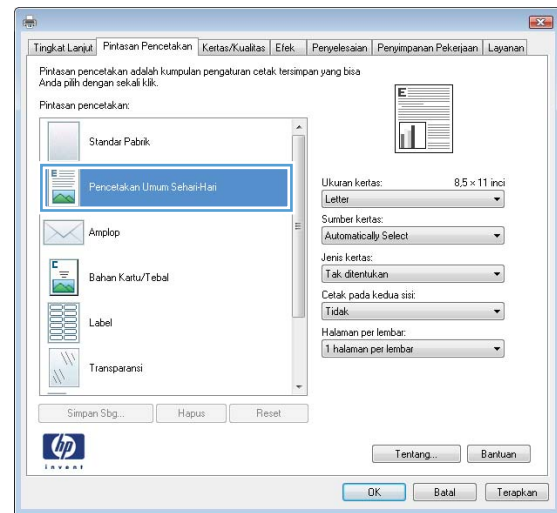 Tingkat Lanjut Pintasan Pencetakan Kertas/Kualitas Efek Penyelesaian Penyimpanan Pekerjaan Layanan
Pintasan pencetakan adalah kumpulan pengaturan cetak tersimpan yang bisa
Anda pilih dengan sekali klik.
Pintasan pencetakan:
Standar Pabrik
Pencetakan Umum Sehari-Hari
Amplop
Bahan Kartu/Tebal
Label
Transparansi
Simpan Sbg... Hapus Reset
E
Ukuran kertas: 8,5 × 11 inci
Letter
Sumber kertas:
Automatically Select
Jenis kertas:
Tak ditentukan
Cetak pada kedua sisi:
Tidak
Halaman per lembar:
1 halaman per lembar
hp
invent
Tentang... Bantuan
OK Batal Terapkan